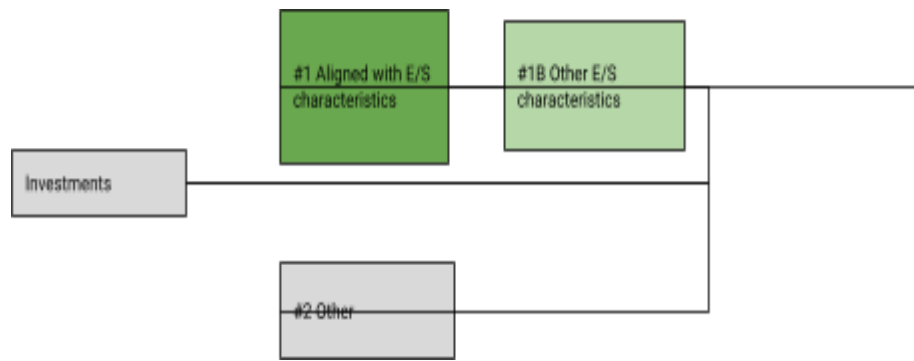 #1 Aligned with E/S
characteristics
#1B Other E/S
characteristics
Investments
#2 Other